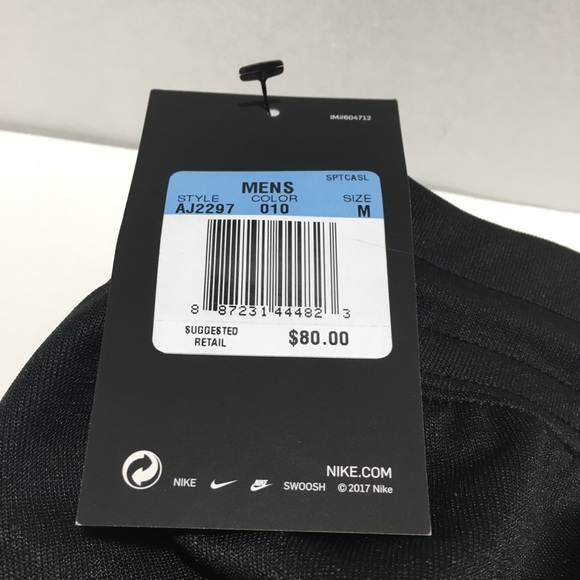 IM#604712
SPTCASL
MENS
STYLE COLOR SIZE
AJ2297 010 M
8 87231 44482 3
SUGGESTED
RETAIL $80.00
NIKE.COM
NIKE SWOOSH © 2017 Nike